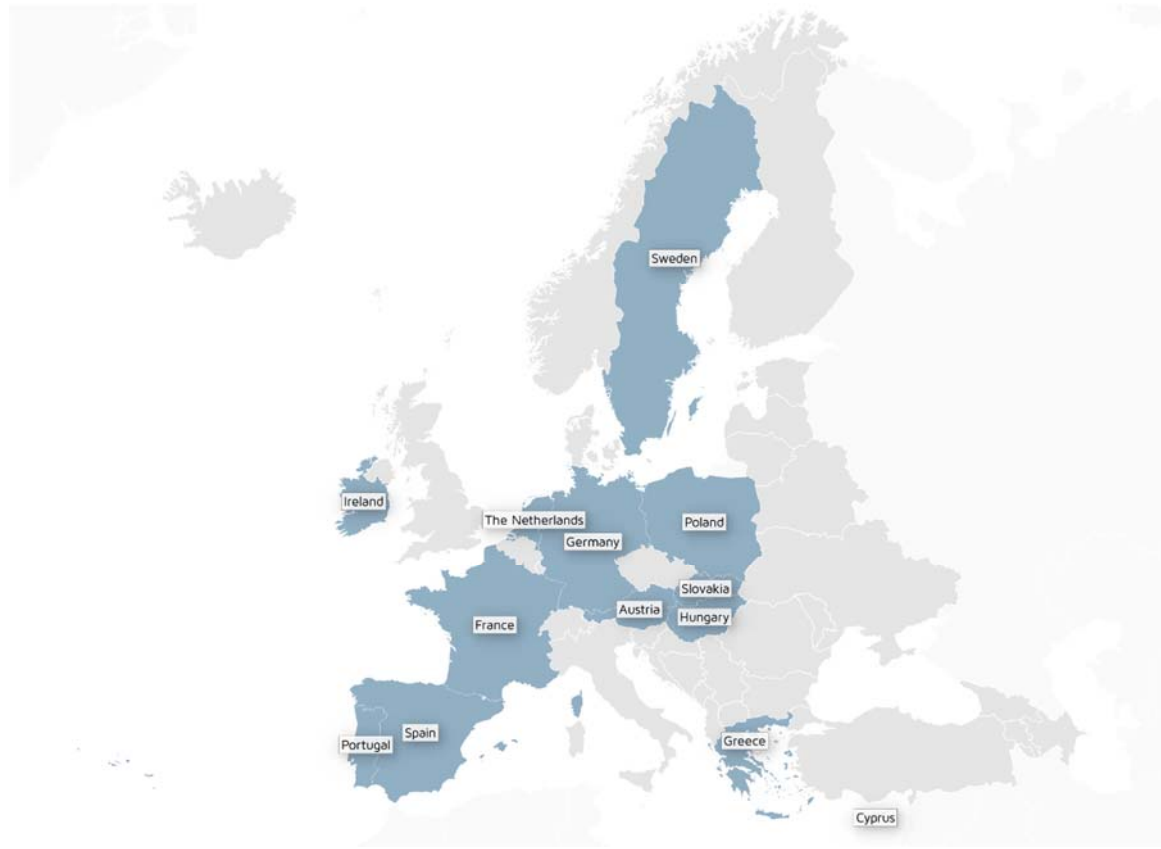 Sweden
Ireland
The Netherlands
Poland
Germany
Slovakia
Austria
Hungary
France
Spain
Portugal
Greece
Cyprus